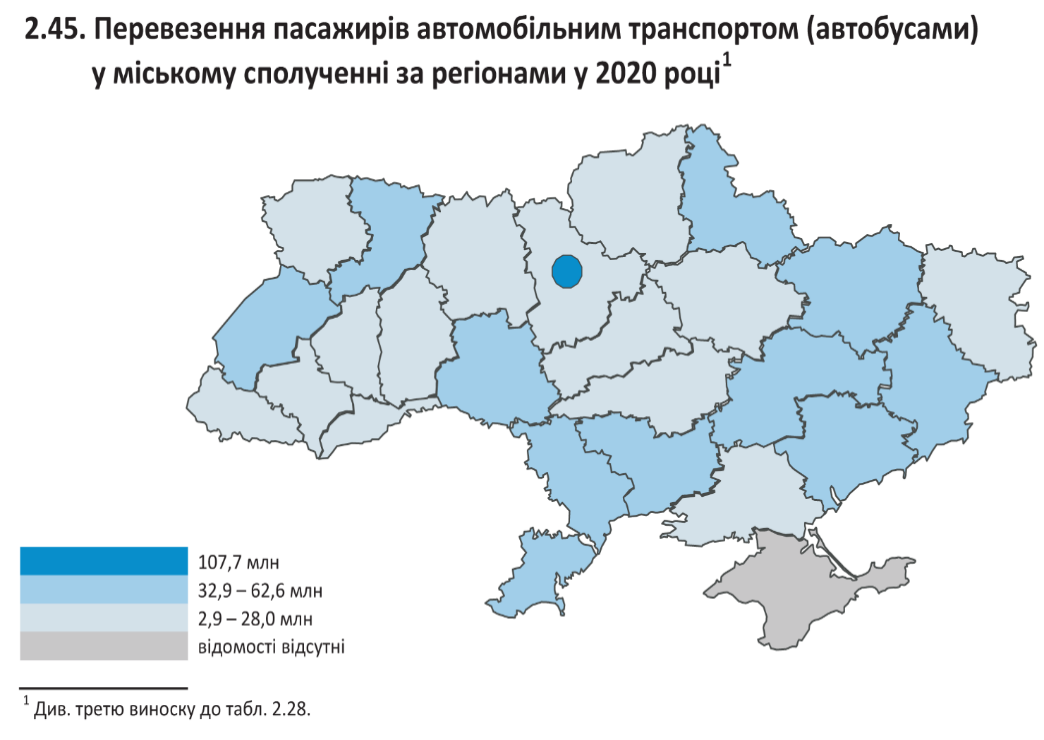 2.45. Перевезення пасажирів автомобільним транспортом (автобусами)
у міському сполученні за регіонами у 2020 році¹
107,7 млн
32,9 – 62,6 млн
2,9 – 28,0 млн
відомості відсутні
¹ Див. третю виноску до табл. 2.28.